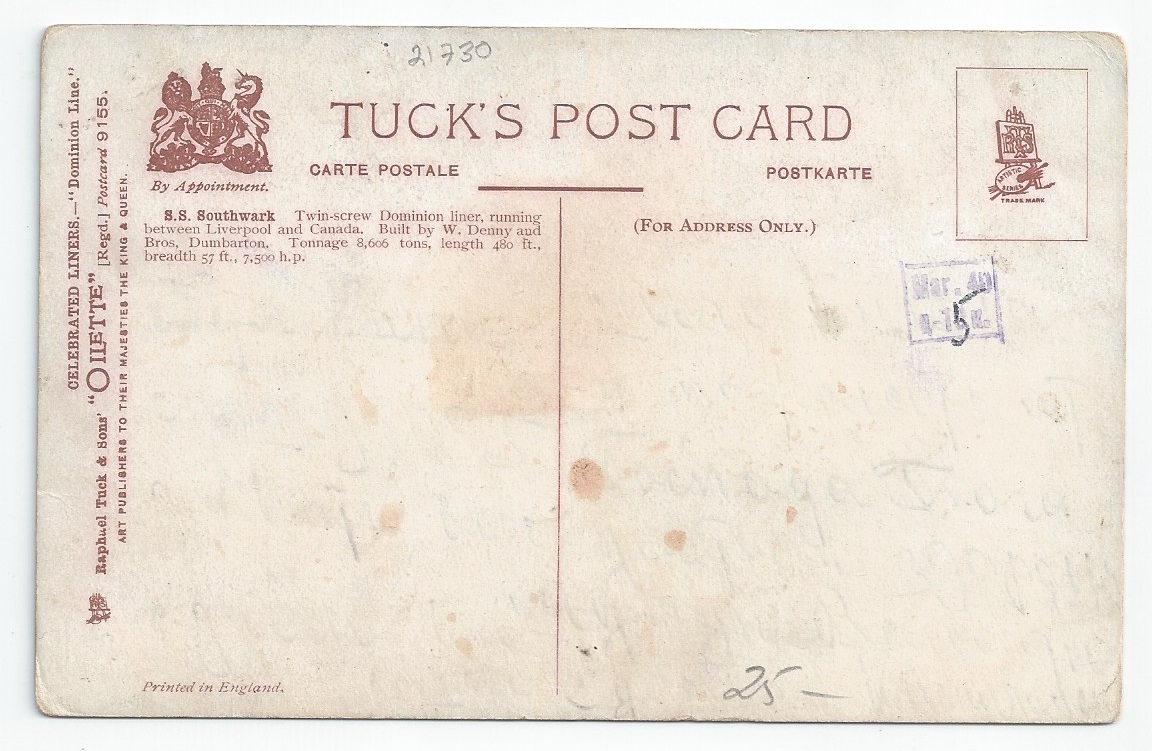 21730
TUCK'S POST CARD
CARTE POSTALE
POSTKARTE
By Appointment.
(FOR ADDRESS ONLY.)
S.S. Southwark Twin-screw Dominion liner, running
between Liverpool and Canada. Built by W. Denny and
Bros, Dumbarton. Tonnage 8,606 tons, length 480 ft.,
breadth 57 ft., 7,500 h.p.
CELEBRATED LINERS.—"Dominion Line."
Raphael Tuck & Sons' "OILETTE" [Regd.] Postcard 9155.
ART PUBLISHERS TO THEIR MAJESTIES THE KING & QUEEN.
ARTISTIC
SERIES
TRADE MARK
Mar.
5
25 —
Printed in England.